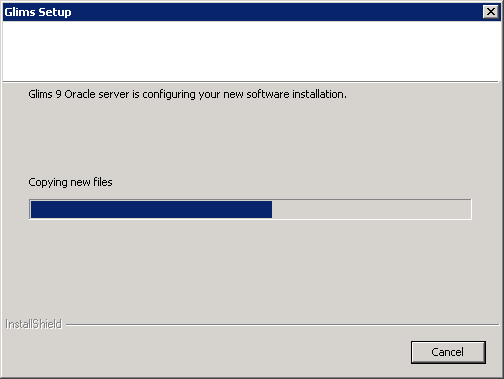 Glims Setup
Glims 9 Oracle server is configuring your new software installation.
Copying new files
InstallShield
Cancel